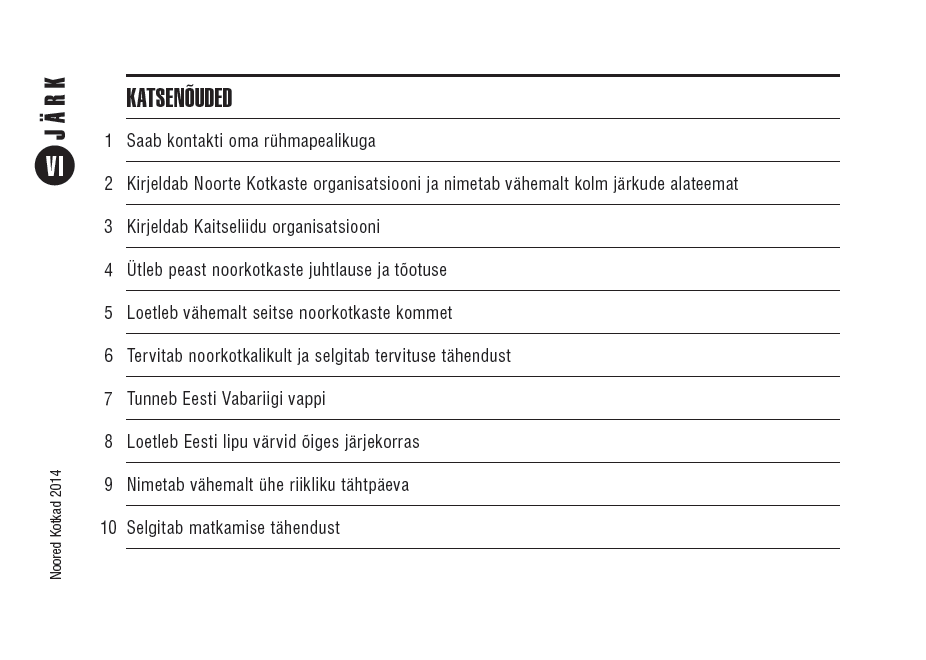 VI JÄRK
KATSENÕUDED
1 Saab kontakti oma rühmapealikuga
2 Kirjeldab Noorte Kotkaste organisatsiooni ja nimetab vähemalt kolm järkude alateemat
3 Kirjeldab Kaitseliidu organisatsiooni
4 Ütleb peast noorkotkaste juhtlause ja tõotuse
5 Loetleb vähemalt seitse noorkotkaste kommet
6 Tervitab noorkotkalikult ja selgitab tervituse tähendust
7 Tunneb Eesti Vabariigi vappi
8 Loetleb Eesti lipu värvid õiges järjekorras
9 Nimetab vähemalt ühe riikliku tähtpäeva
10 Selgitab matkamise tähendust
Noored Kotkad 2014